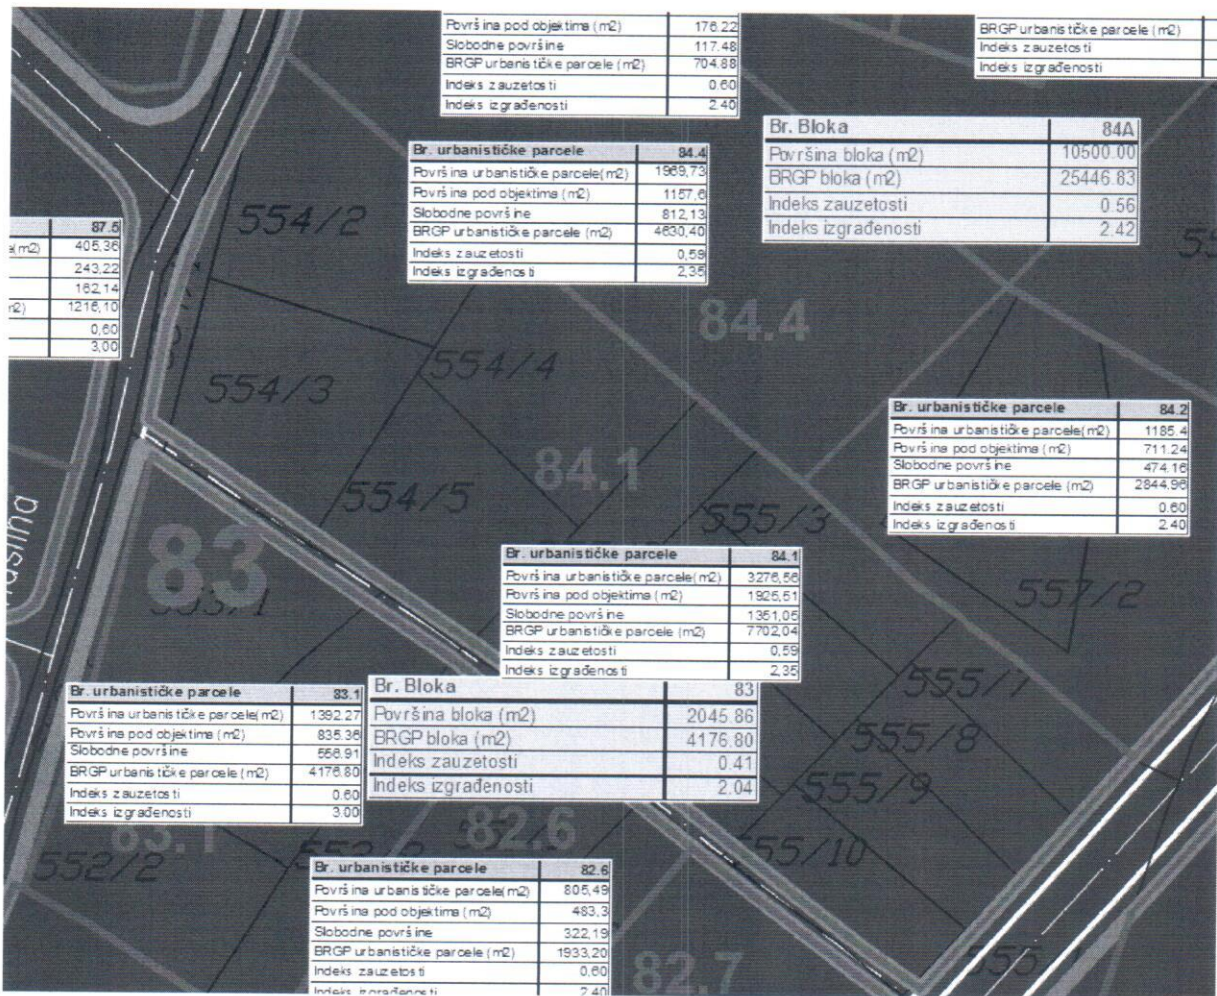 Površina pod objektima (m2) 176.22
Slobodne površine 117.48
BRGP urbanističke parcele (m2) 704.88
Indeks zauzetosti 0.60
Indeks izgrađenosti 2.40
BRGP urbanističke parcele (m2)
Indeks zauzetosti
Indeks izgrađenosti
Br. Bloka 84A
Površina bloka (m2) 10500.00
BRGP bloka (m2) 25446.83
Indeks zauzetosti 0.56
Indeks izgrađenosti 2.42
Br. urbanističke parcele 84.4
Površina urbanističke parcele(m2) 1969,73
Površina pod objektima (m2) 1157,6
Slobodne površine 812,13
BRGP urbanističke parcele (m2) 4630,40
Indeks zauzetosti 0,59
Indeks izgrađenosti 2,35
87.5
e(m2) 405,36
243,22
162,14
m2) 1216,10
0,60
3,00
554/2
84.4
554/4
554/3
Br. urbanističke parcele 84.2
Površina urbanističke parcele(m2) 1185.4
Površina pod objektima (m2) 711.24
Slobodne površine 474.16
BRGP urbanističke parcele (m2) 2844.96
Indeks zauzetosti 0.60
Indeks izgrađenosti 2.40
84.1
554/5
555/3
83
553/1
557/2
Br. urbanističke parcele 84.1
Površina urbanističke parcele(m2) 3276,56
Površina pod objektima (m2) 1925,51
Slobodne površine 1351,05
BRGP urbanističke parcele (m2) 7702,04
Indeks zauzetosti 0,59
Indeks izgrađenosti 2,35
555/7
555/8
555/9
555/10
Br. urbanističke parcele 83.1
Površina urbanističke parcele(m2) 1392.27
Površina pod objektima (m2) 835.36
Slobodne površine 556.91
BRGP urbanističke parcele (m2) 4176.80
Indeks zauzetosti 0.60
Indeks izgrađenosti 3.00
Br. Bloka 83
Površina bloka (m2) 2045.86
BRGP bloka (m2) 4176.80
Indeks zauzetosti 0.41
Indeks izgrađenosti 2.04
83.1
82.6
552/2
Br. urbanističke parcele 82.6
Površina urbanističke parcele(m2) 805,49
Površina pod objektima (m2) 483,3
Slobodne površine 322,19
BRGP urbanističke parcele (m2) 1933,20
Indeks zauzetosti 0,60
Indeks izgrađenosti 2,40
82.7
555